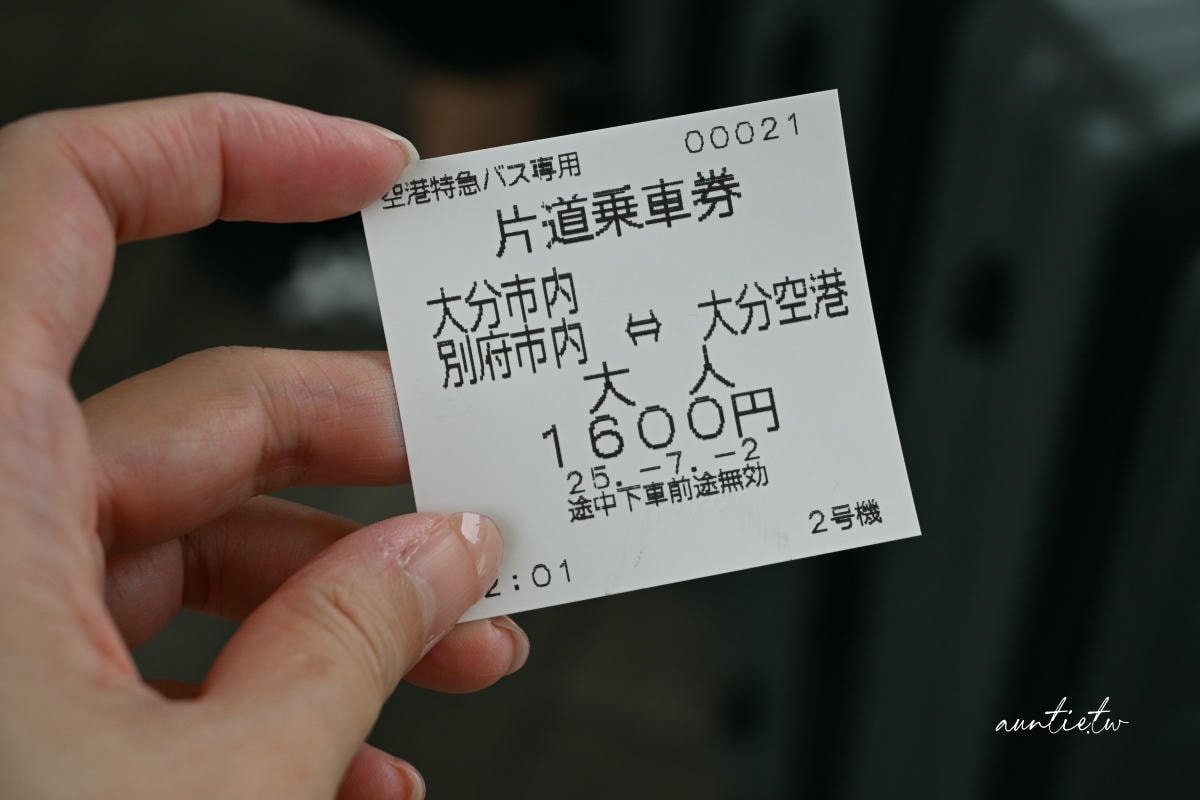 00021
空港特急バス専用
片道乗車券
大分市内
別府市内 ⇔ 大分空港
大 人
1600円
25.-7.-2
途中下車前途無効
2号機
2:01
auntie.tw